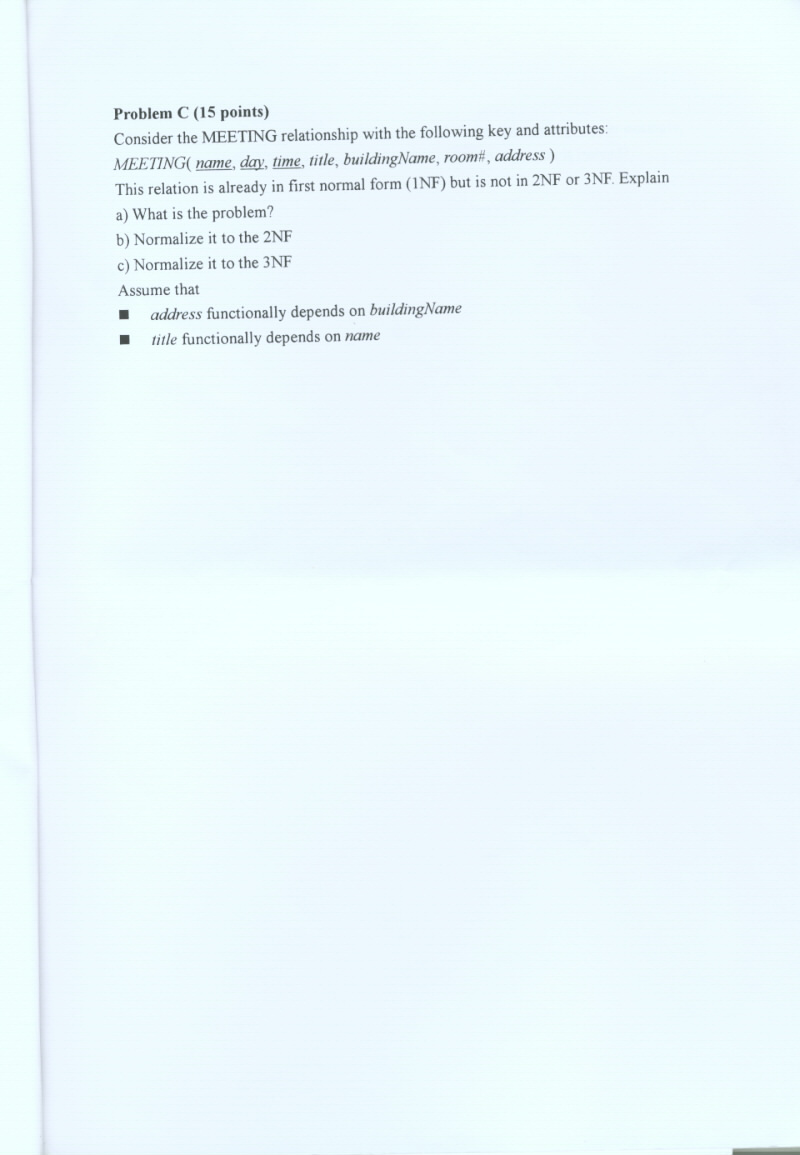 Problem C (15 points)
Consider the MEETING relationship with the following key and attributes:
MEETING( name, day, time, title, buildingName, room#, address )
This relation is already in first normal form (1NF) but is not in 2NF or 3NF. Explain
a) What is the problem?
b) Normalize it to the 2NF
c) Normalize it to the 3NF
Assume that
■ address functionally depends on buildingName
■ title functionally depends on name